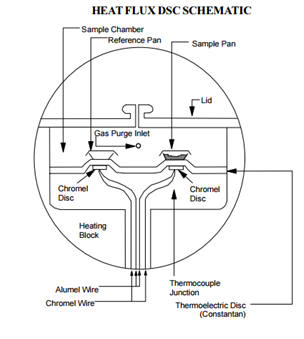 HEAT FLUX DSC SCHEMATIC
Sample Chamber
Reference Pan
Sample Pan
Lid
Gas Purge Inlet
Chromel
Disc
Chromel
Disc
Heating
Block
Thermocouple
Junction
Alumel Wire
Chromel Wire
Thermoelectric Disc
(Constantan)